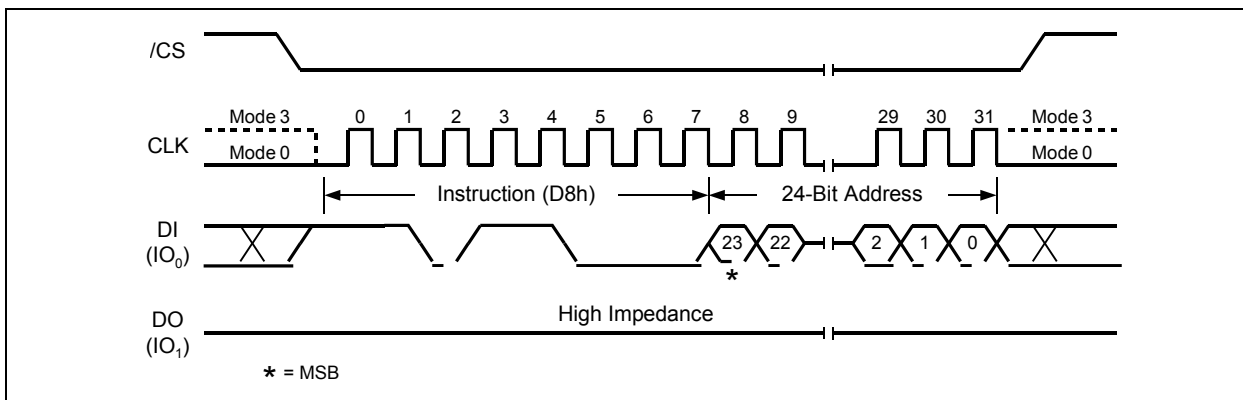 /CS
Mode 3 0 1 2 3 4 5 6 7 8 9 29 30 31 Mode 3
CLK
Mode 0 Mode 0
Instruction (D8h) 24-Bit Address
DI
(IO₀)
23 22 2 1 0
*
DO
(IO₁)
High Impedance
* = MSB